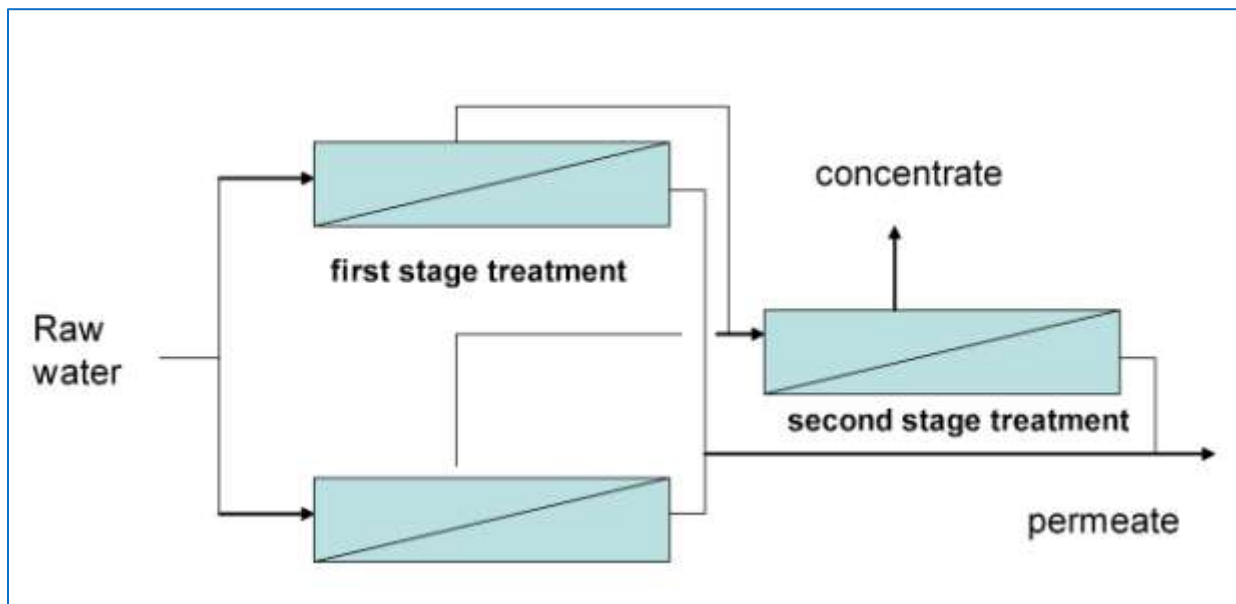 concentrate
first stage treatment
Raw
water
second stage treatment
permeate